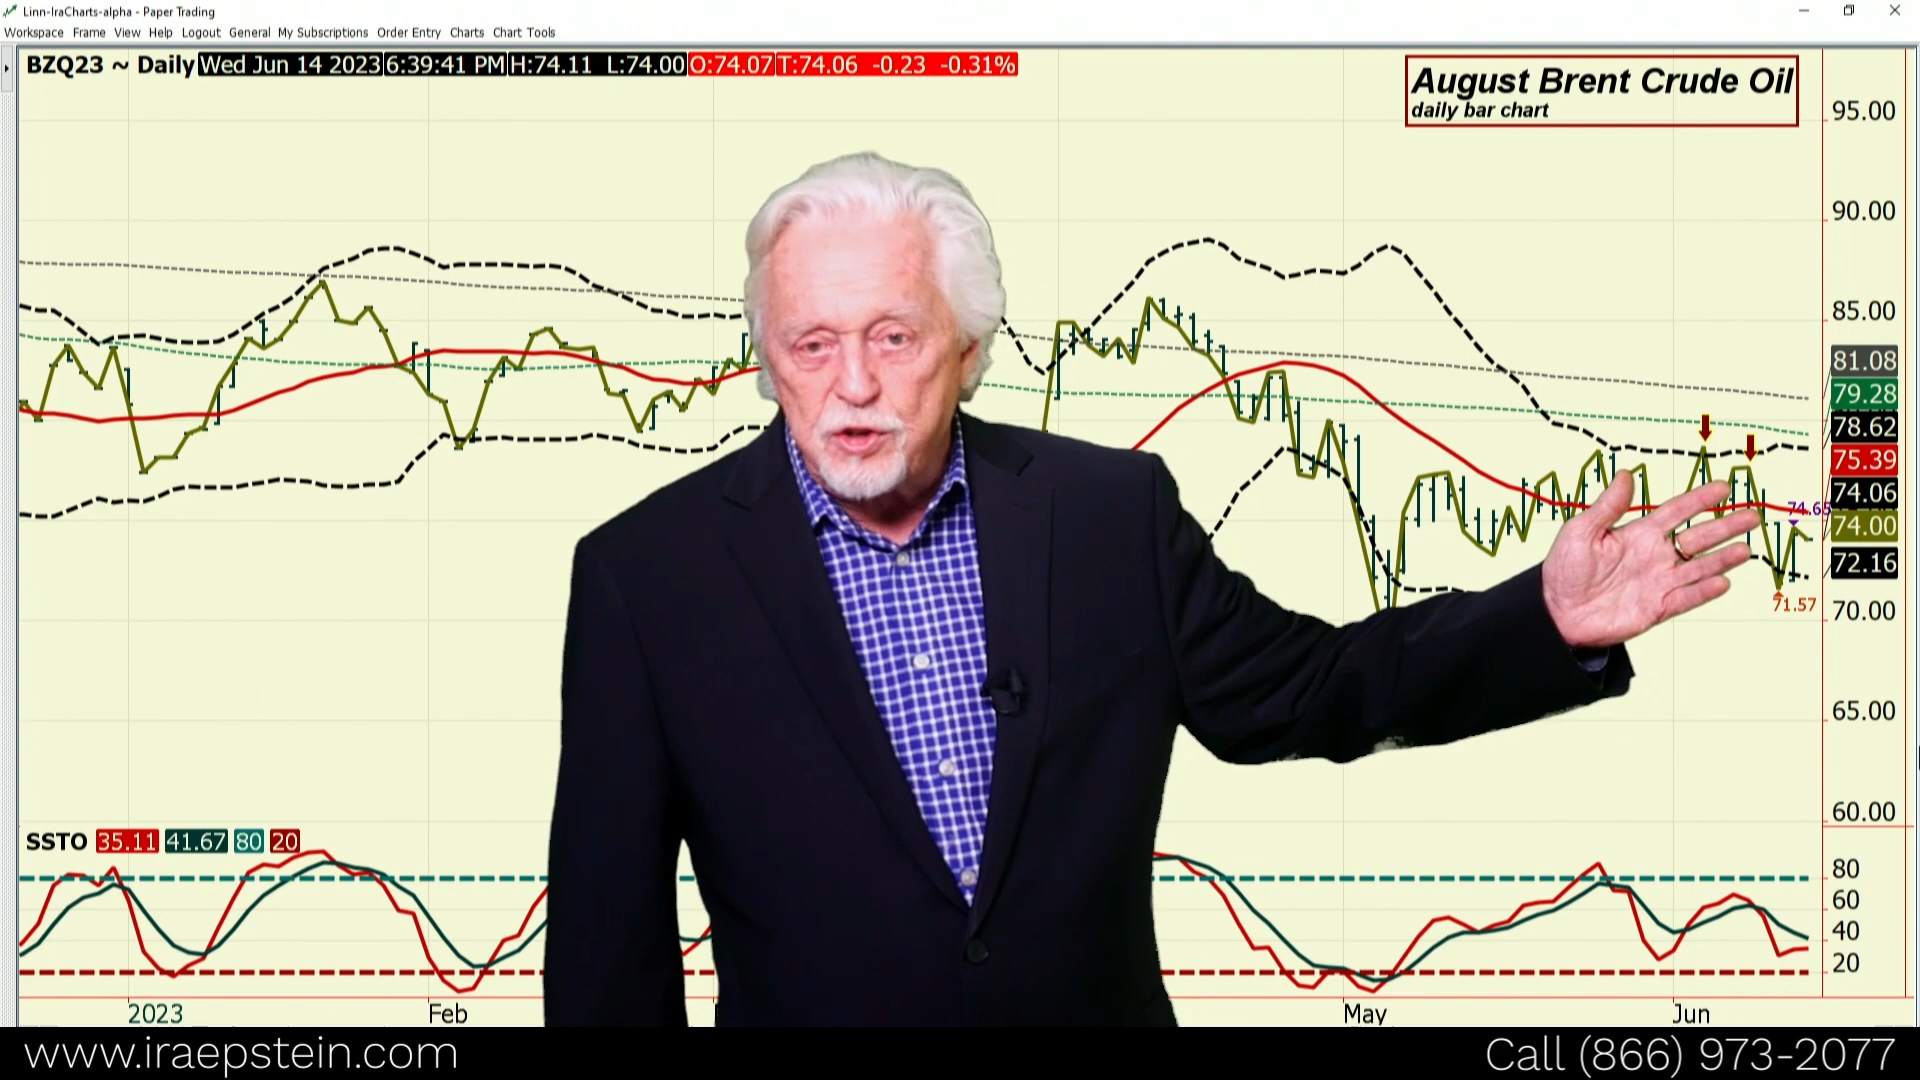 Linn-IraCharts-alpha - Paper Trading
Workspace Frame View Help Logout General My Subscriptions Order Entry Charts Chart Tools
BZQ23 ~ Daily Wed Jun 14 2023 6:39:41 PM H:74.11 L:74.00 O:74.07 T:74.06 -0.23 -0.31%
August Brent Crude Oil
daily bar chart
95.00
90.00
85.00
81.08
79.28
78.62
75.39
74.06
74.65
74.00
72.16
71.57
70.00
65.00
60.00
SSTO 35.11 41.67 80 20
80
60
40
20
2023 Feb May Jun
www.iraepstein.com Call (866) 973-2077